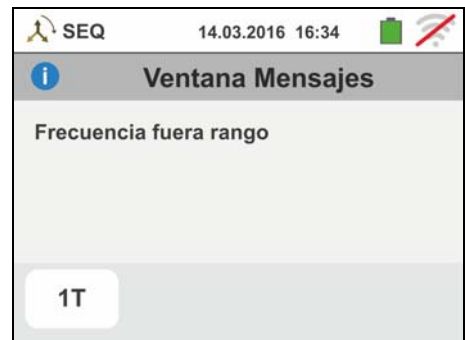 SEQ 14.03.2016 16:34
i Ventana Mensajes
Frecuencia fuera rango
1T